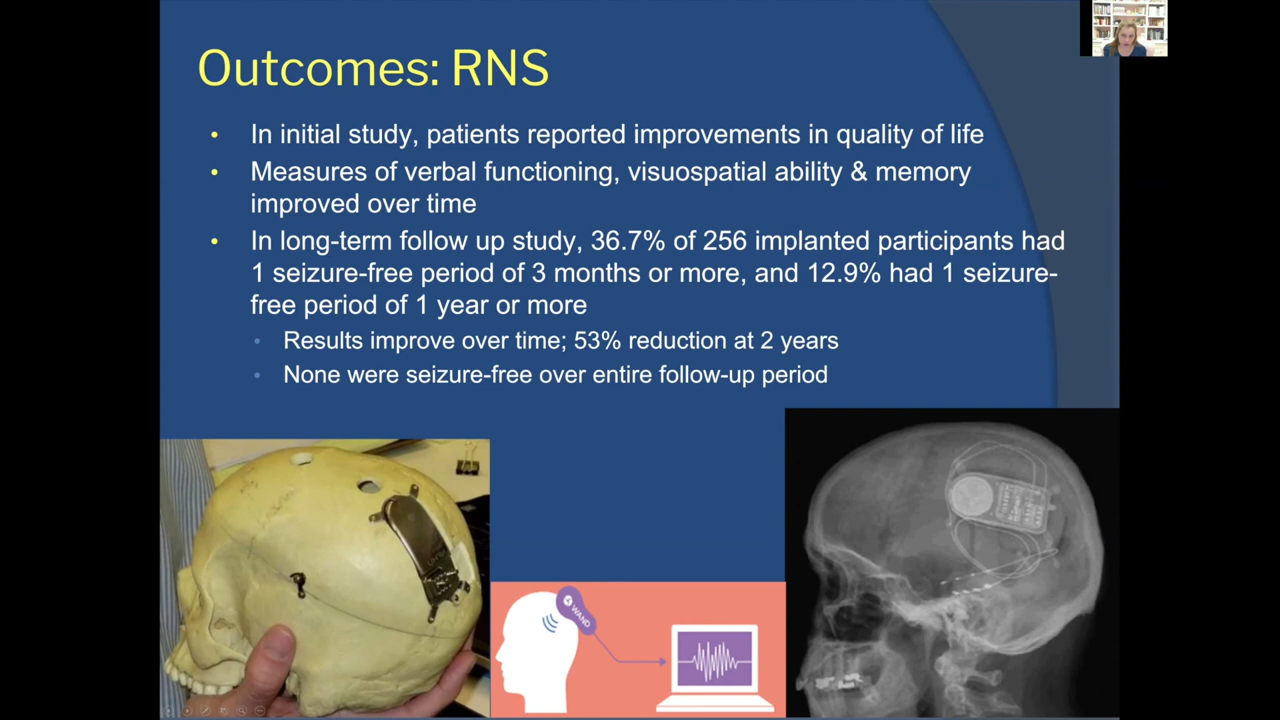 Outcomes: RNS
• In initial study, patients reported improvements in quality of life
• Measures of verbal functioning, visuospatial ability & memory
improved over time
• In long-term follow up study, 36.7% of 256 implanted participants had
1 seizure-free period of 3 months or more, and 12.9% had 1 seizure-
free period of 1 year or more
• Results improve over time; 53% reduction at 2 years
• None were seizure-free over entire follow-up period
WAND